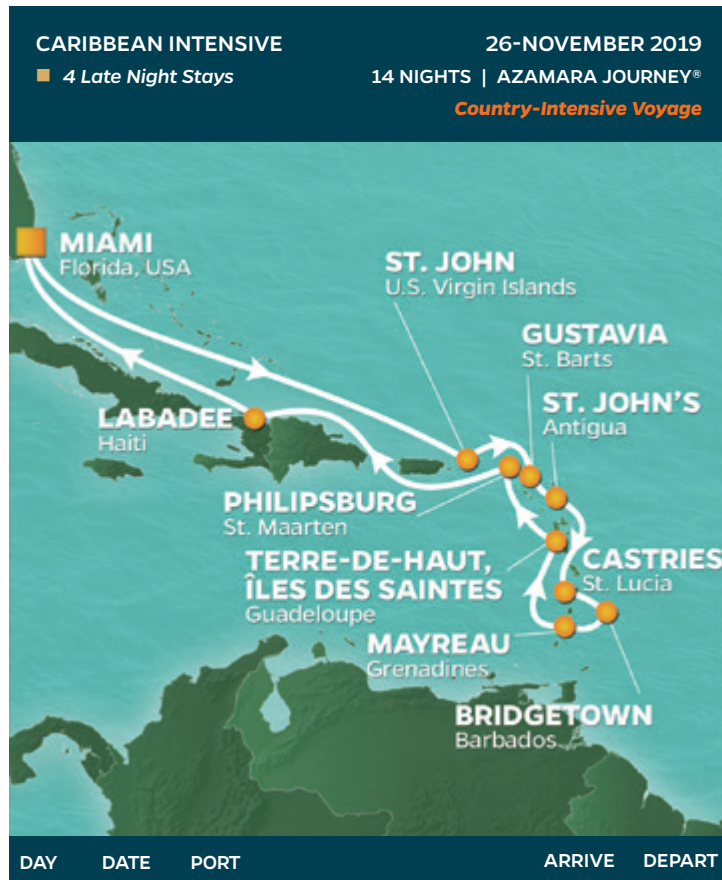 CARIBBEAN INTENSIVE
4 Late Night Stays
26-NOVEMBER 2019
14 NIGHTS | AZAMARA JOURNEY®
Country-Intensive Voyage
MIAMI
Florida, USA
ST. JOHN
U.S. Virgin Islands
GUSTAVIA
St. Barts
ST. JOHN'S
Antigua
LABADEE
Haiti
PHILIPSBURG
St. Maarten
TERRE-DE-HAUT,
ÎLES DES SAINTES
Guadeloupe
CASTRIES
St. Lucia
MAYREAU
Grenadines
BRIDGETOWN
Barbados
DAY DATE PORT ARRIVE DEPART